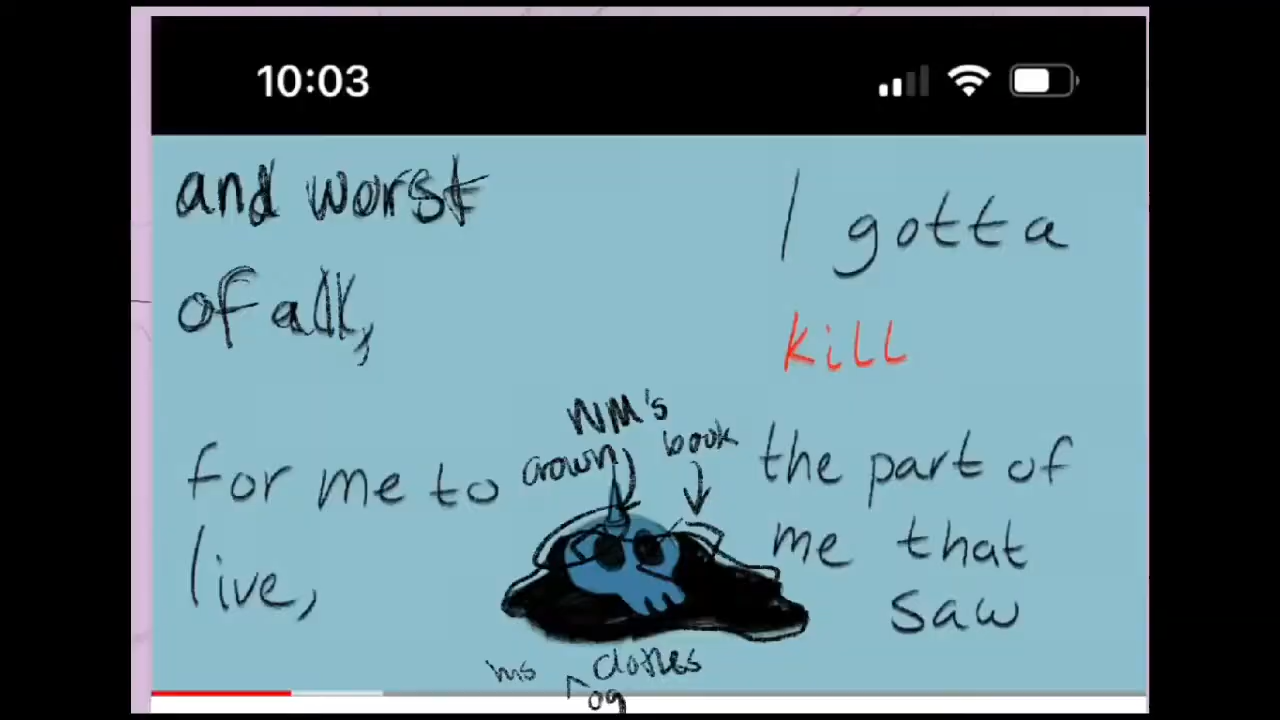 10:03
and worst
of all,
for me to
live,
NM's
crown
book
his og clothes
I gotta
kill
the part of
me that
saw